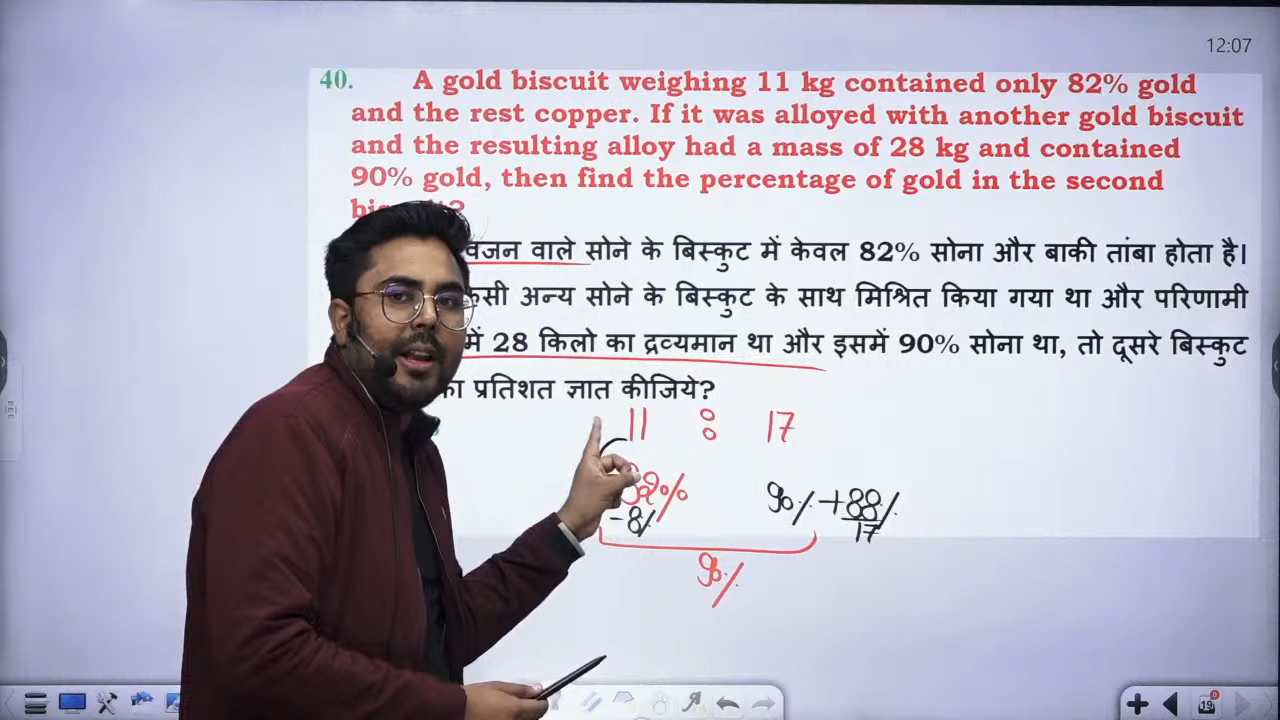 12:07
40. A gold biscuit weighing 11 kg contained only 82% gold
and the rest copper. If it was alloyed with another gold biscuit
and the resulting alloy had a mass of 28 kg and contained
90% gold, then find the percentage of gold in the second
वजन वाले सोने के बिस्कुट में केवल 82% सोना और बाकी तांबा होता है।
अन्य सोने के बिस्कुट के साथ मिश्रित किया गया था और परिणामी
में 28 किलो का द्रव्यमान था और इसमें 90% सोना था, तो दूसरे बिस्कुट
का प्रतिशत ज्ञात कीजिये?
11 : 17
82% 90% + 88%
-8% 17
90%
19